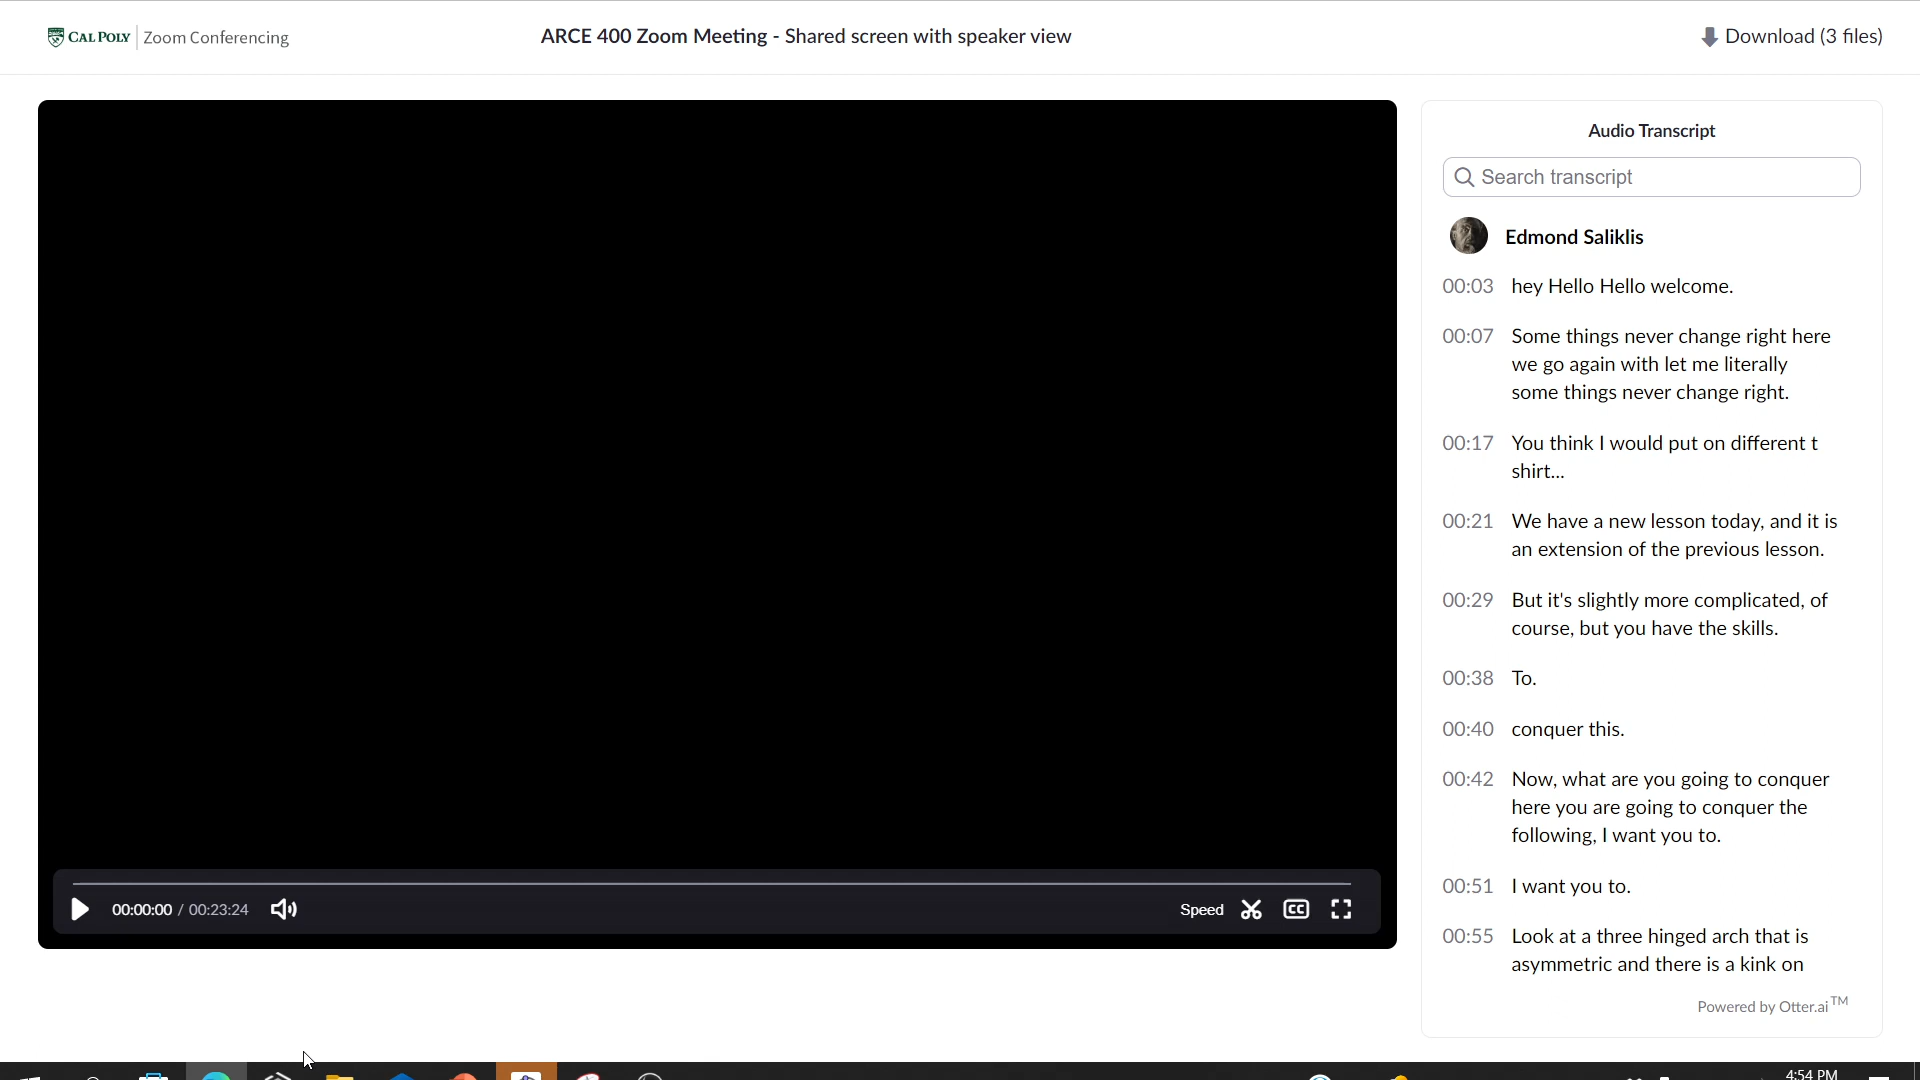 CAL POLY Zoom Conferencing
ARCE 400 Zoom Meeting - Shared screen with speaker view
Download (3 files)
Audio Transcript
Search transcript
Edmond Saliklis
00:03 hey Hello Hello welcome.
00:07 Some things never change right here
we go again with let me literally
some things never change right.
00:17 You think I would put on different t
shirt...
00:21 We have a new lesson today, and it is
an extension of the previous lesson.
00:29 But it's slightly more complicated, of
course, but you have the skills.
00:38 To.
00:40 conquer this.
00:42 Now, what are you going to conquer
here you are going to conquer the
following, I want you to.
00:51 I want you to.
00:55 Look at a three hinged arch that is
asymmetric and there is a kink on
Powered by Otter.ai TM
00:00:00 / 00:23:24
Speed
CC
4:54 PM